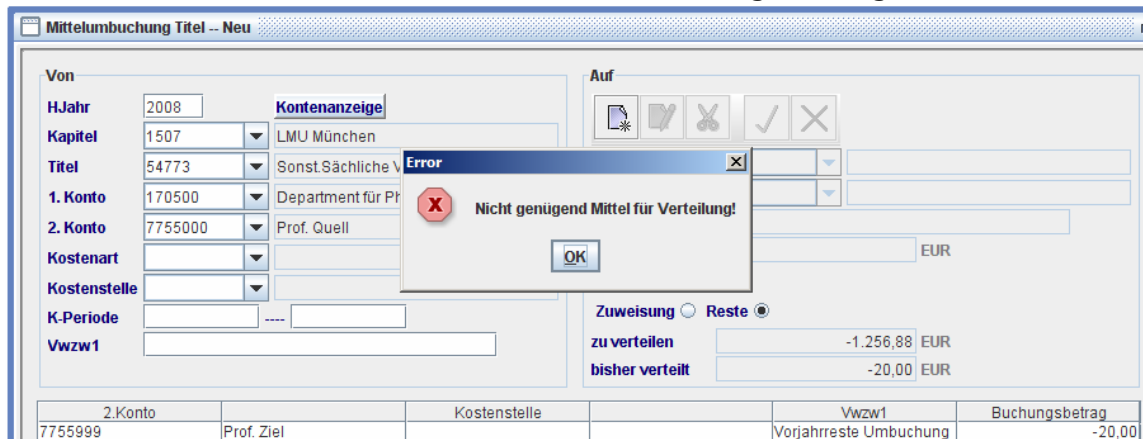 Mittelumbuchung Titel -- Neu
Von
HJahr 2008 Kontenanzeige
Kapitel 1507 LMU München
Titel 54773 Sonst.Sächliche V
1. Konto 170500 Department für Ph
2. Konto 7755000 Prof. Quell
Kostenart
Kostenstelle
K-Periode ----
Vwzw1
Auf
Error
Nicht genügend Mittel für Verteilung!
OK
EUR
Zuweisung Reste
zu verteilen -1.256,88 EUR
bisher verteilt -20,00 EUR
2.Konto Kostenstelle Vwzw1 Buchungsbetrag
7755999 Prof. Ziel Vorjahrreste Umbuchung -20,00